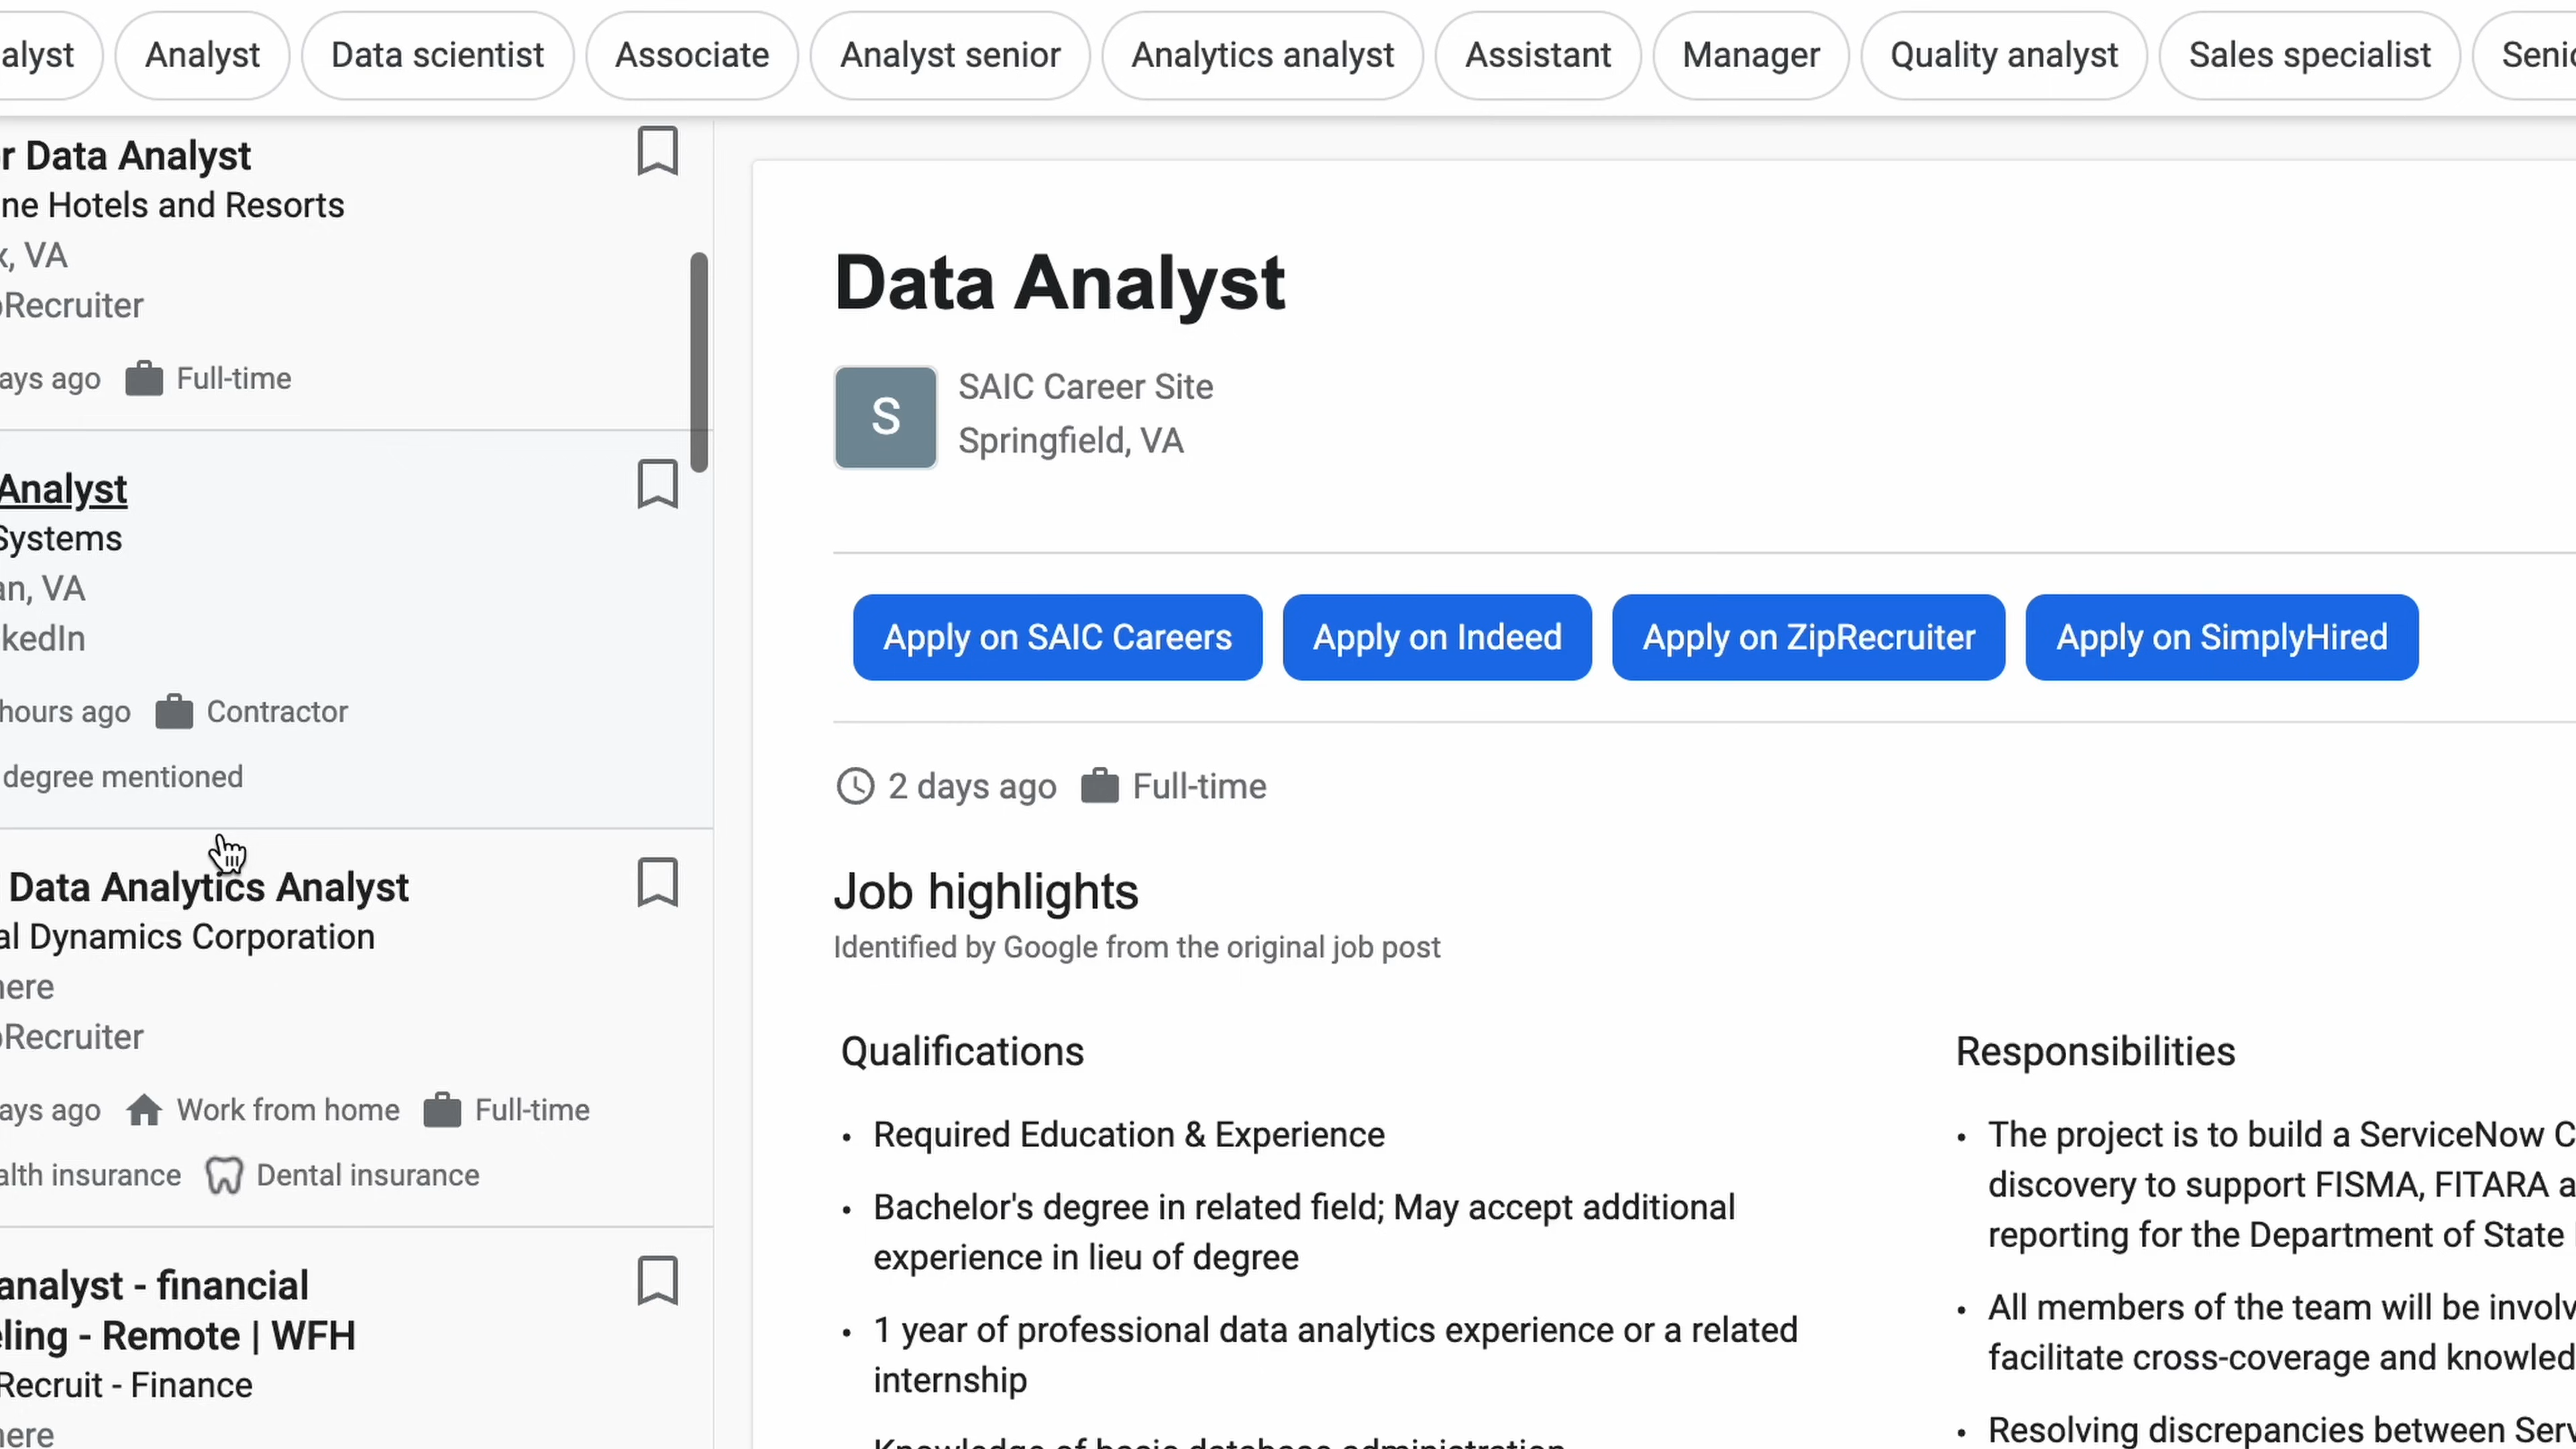 Analyst
Data scientist
Associate
Analyst senior
Analytics analyst
Assistant
Manager
Quality analyst
Sales specialist
r Data Analyst
ne Hotels and Resorts
, VA
Recruiter
ays ago Full-time
Analyst
Systems
an, VA
kedIn
hours ago Contractor
degree mentioned
Data Analytics Analyst
al Dynamics Corporation
here
Recruiter
ays ago Work from home Full-time
alth insurance Dental insurance
analyst - financial
eling - Remote | WFH
Recruit - Finance
here
Data Analyst
S
SAIC Career Site
Springfield, VA
Apply on SAIC Careers
Apply on Indeed
Apply on ZipRecruiter
Apply on SimplyHired
2 days ago Full-time
Job highlights
Identified by Google from the original job post
Qualifications
• Required Education & Experience
• Bachelor's degree in related field; May accept additional
experience in lieu of degree
• 1 year of professional data analytics experience or a related
internship
Knowledge of basic database administration
Responsibilities
• The project is to build a ServiceNow C
discovery to support FISMA, FITARA a
reporting for the Department of State
• All members of the team will be involv
facilitate cross-coverage and knowled
• Resolving discrepancies between Serv